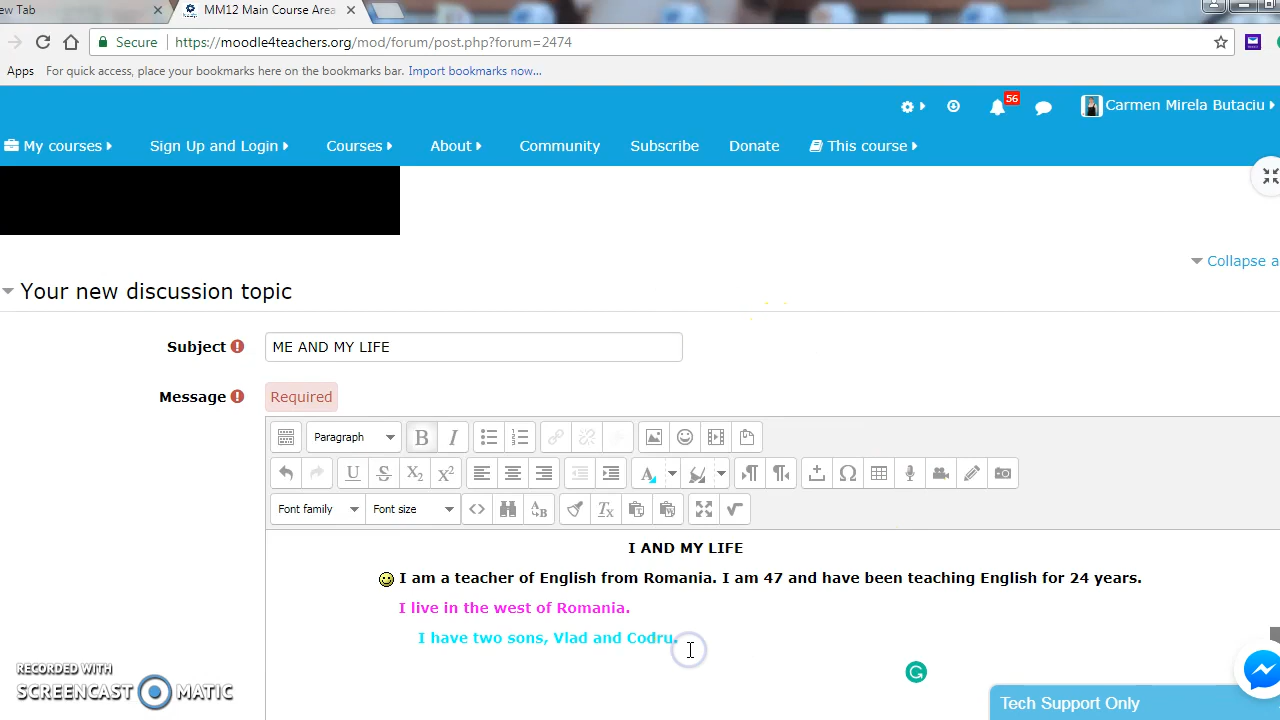 ew Tab
MM12 Main Course Area
Secure https://moodle4teachers.org/mod/forum/post.php?forum=2474
Apps For quick access, place your bookmarks here on the bookmarks bar. Import bookmarks now...
56
Carmen Mirela Butaciu
My courses Sign Up and Login Courses About Community Subscribe Donate This course
Collapse a
Your new discussion topic
Subject ME AND MY LIFE
Message Required
Paragraph B I
U S X2 X2 A Ω
Font family Font size <> A B Tx T W √
I AND MY LIFE
I am a teacher of English from Romania. I am 47 and have been teaching English for 24 years.
I live in the west of Romania.
I have two sons, Vlad and Codru.
RECORDED WITH
SCREENCAST MATIC
Tech Support Only